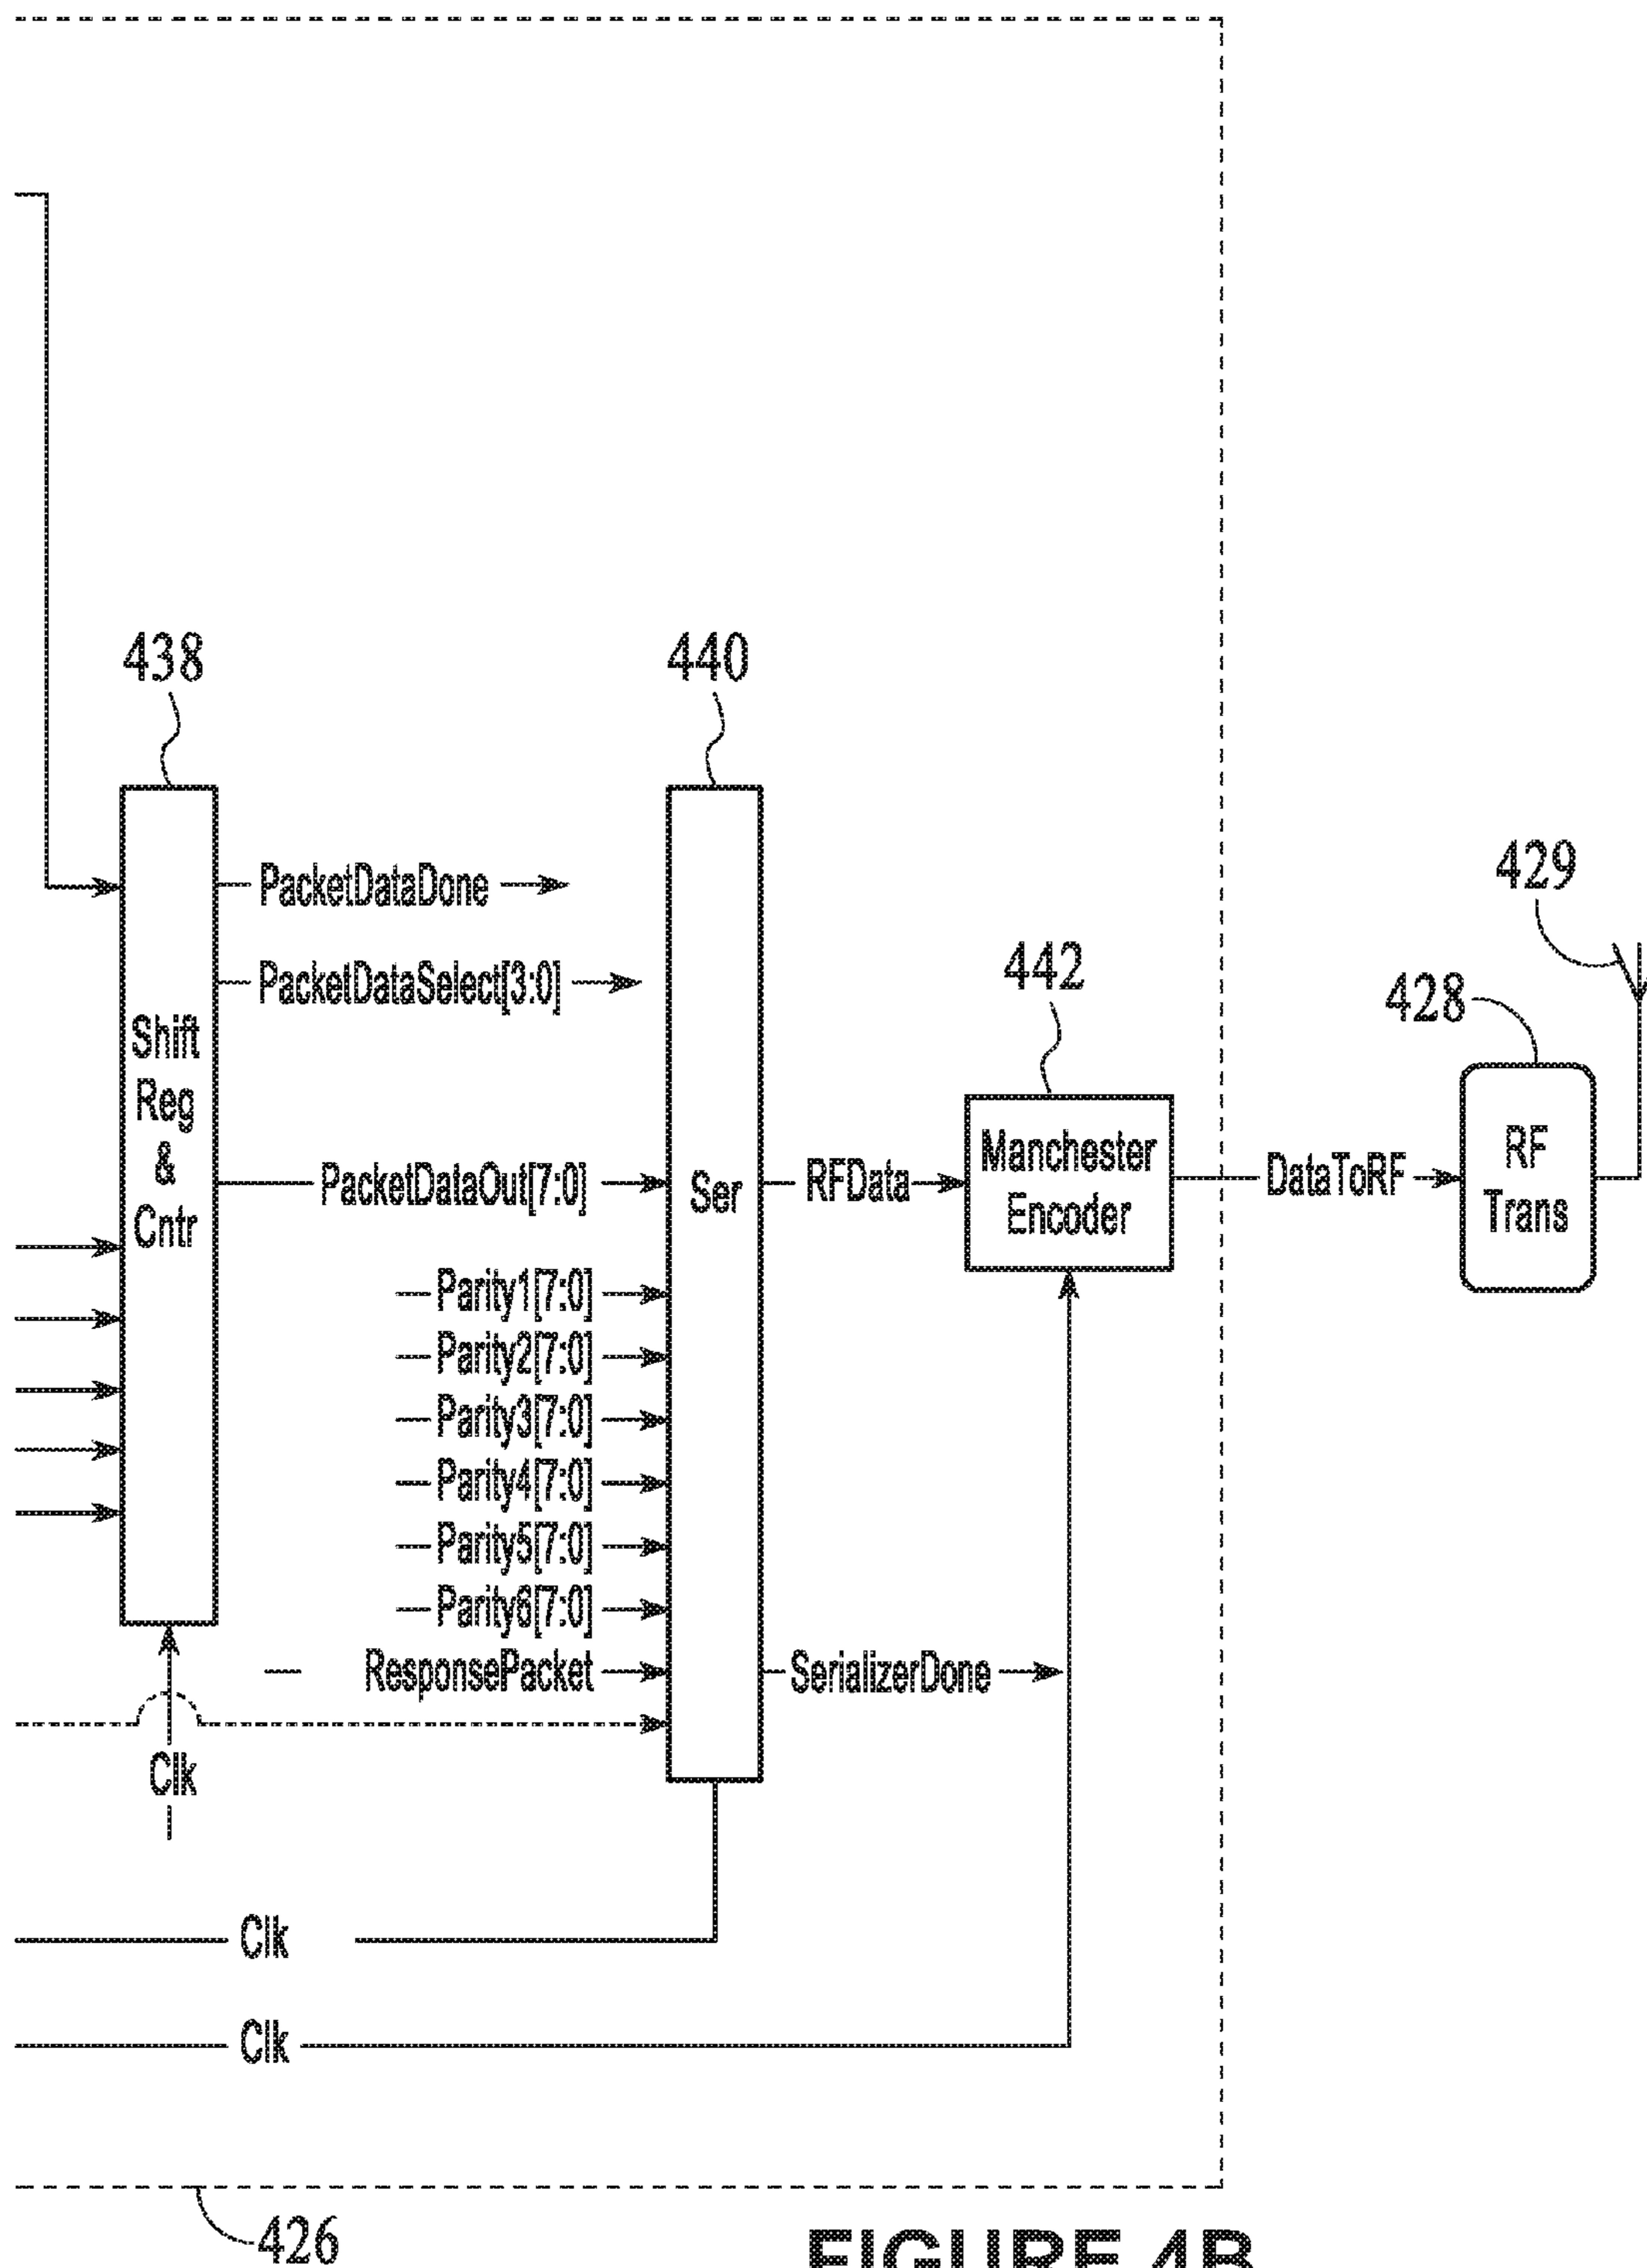 438
440
PacketDataDone
429
PacketDataSelect[3:0]
442
428
Shift
Reg
&
Cntr
PacketDataOut[7:0]
Ser
RFData
Manchester
Encoder
DataToRF
RF
Trans
Parity1[7:0]
Parity2[7:0]
Parity3[7:0]
Parity4[7:0]
Parity5[7:0]
Parity6[7:0]
ResponsePacket
SerializerDone
Clk
Clk
Clk
426
FIGURE 4B